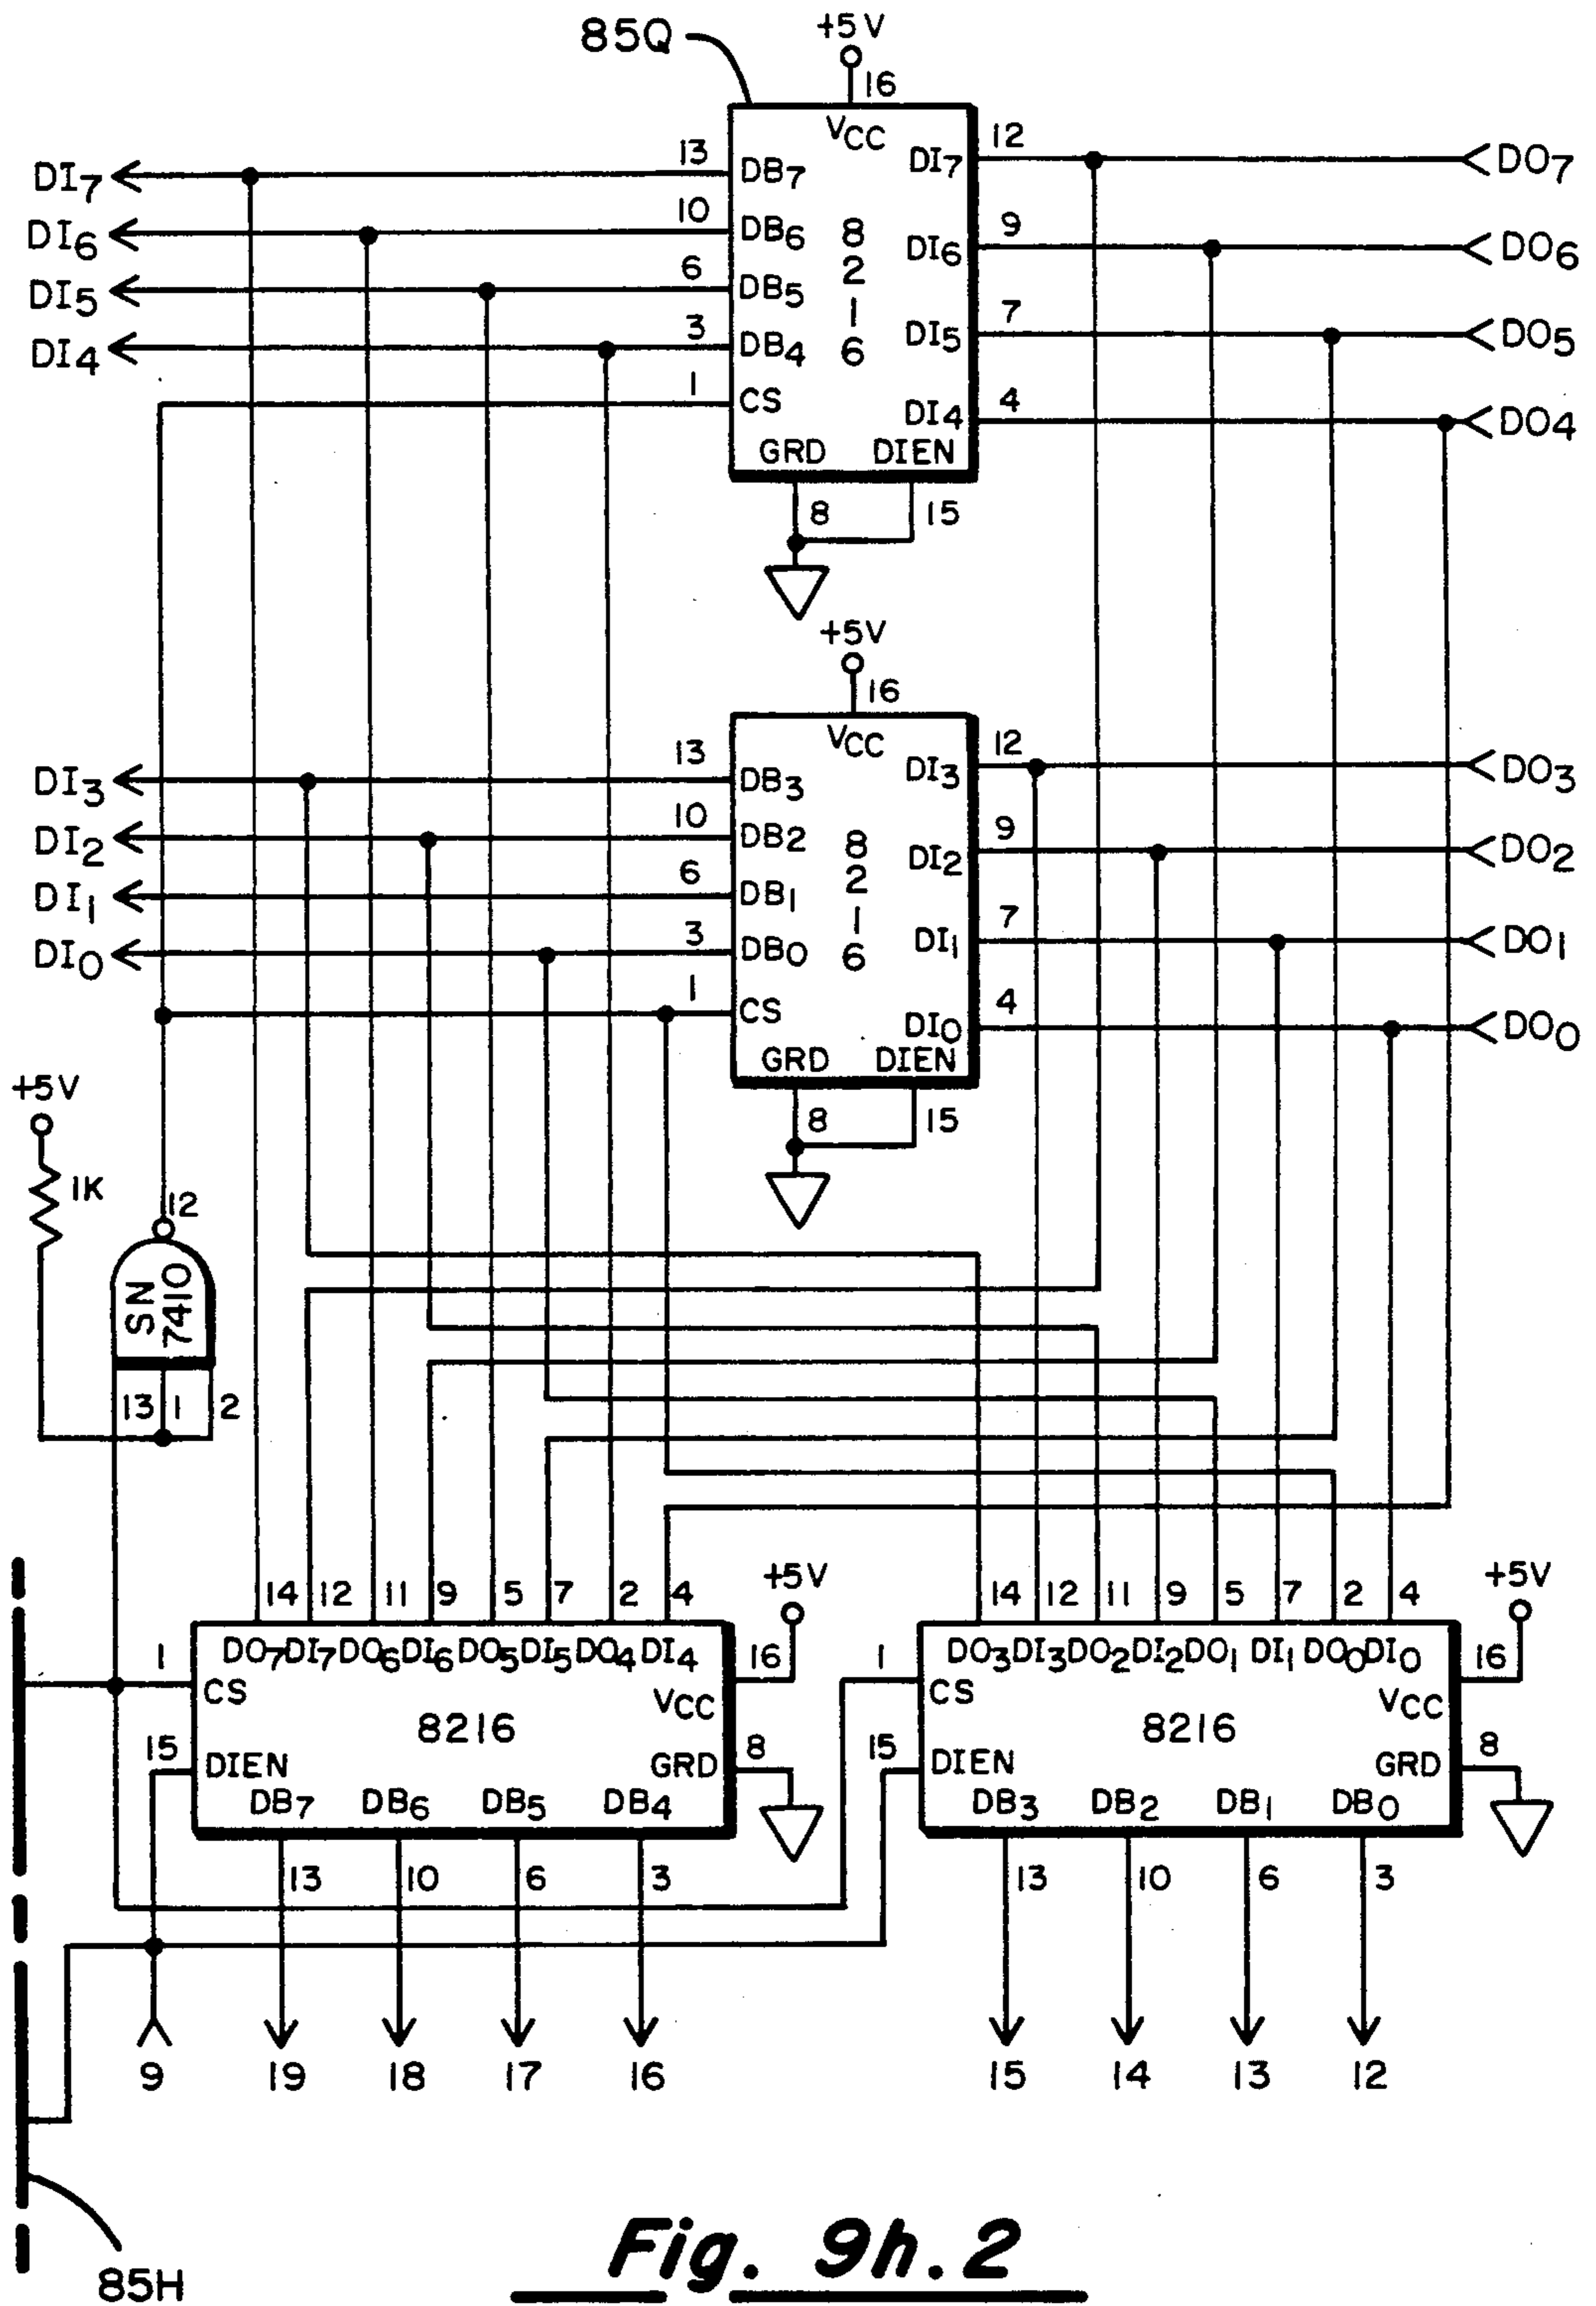 85Q
+5V
16
VCC
DI7 13 DB7 DI7 12 DO7
DI6 10 DB6 8 DI6 9 DO6
2
DI5 6 DB5 1 DI5 7 DO5
DI4 3 DB4 6
1 CS DI4 4 DO4
GRD DIEN
8 15
+5V
16
VCC
DI3 13 DB3 DI3 12 DO3
DI2 10 DB2 8 DI2 9 DO2
2
DI1 6 DB1 1
DI0 3 DB0 6 DI1 7 DO1
1 CS DI0 4 DO0
GRD DIEN
+5V
8 15
1K
12
SN
7410
13 1 2
14 12 11 9 5 7 2 4 +5V 14 12 11 9 5 7 2 4 +5V
1 DO7 DI7 DO6 DI6 DO5 DI5 DO4 DI4 16 1 DO3 DI3 DO2 DI2 DO1 DI1 DO0 DI0 16
CS VCC CS VCC
8216 8216
15 DIEN GRD 8 15 DIEN GRD 8
DB7 DB6 DB5 DB4 DB3 DB2 DB1 DB0
13 10 6 3 13 10 6 3
9 19 18 17 16 15 14 13 12
85H
Fig. 9h.2